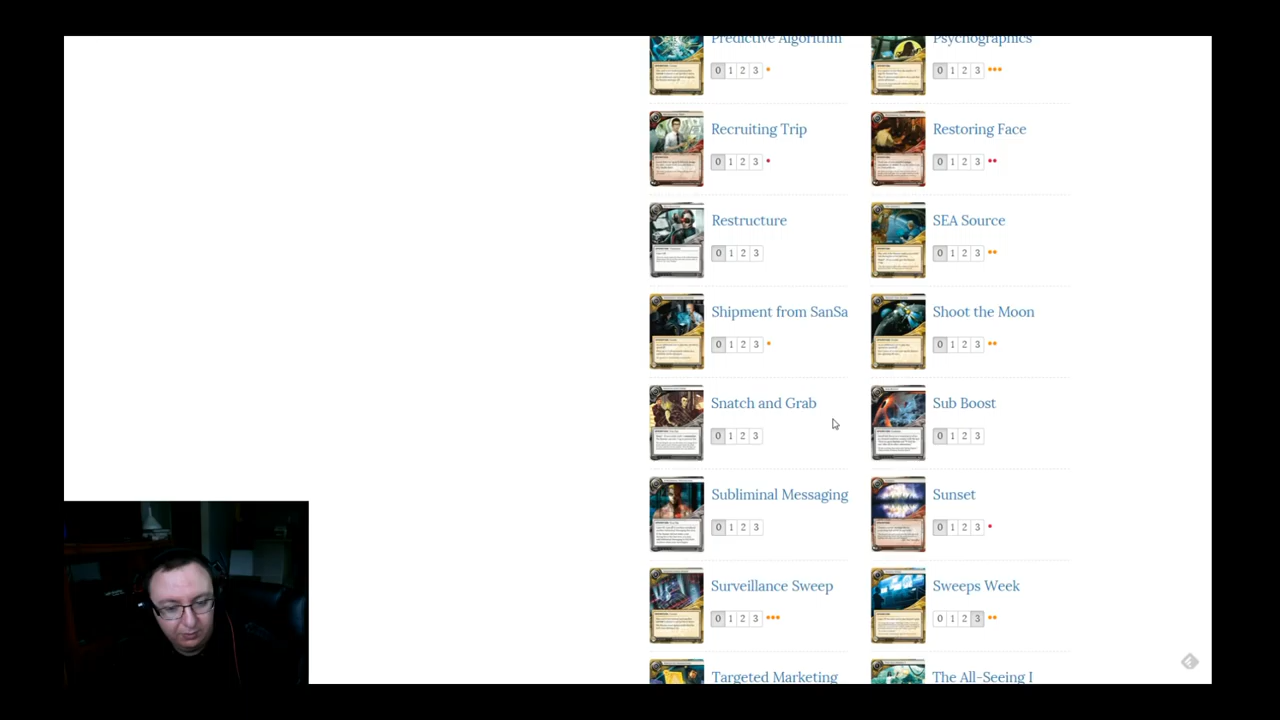 Predictive Algorithm
Psychographics
0 1 2 3
0 1 2 3
Recruiting Trip
Restoring Face
0 1 2 3
0 1 2 3
Restructure
SEA Source
0 1 2 3
0 1 2 3
Shipment from SanSa
Shoot the Moon
0 1 2 3
0 1 2 3
Snatch and Grab
Sub Boost
0 1 2 3
0 1 2 3
Subliminal Messaging
Sunset
0 1 2 3
0 1 2 3
Surveillance Sweep
Sweeps Week
0 1 2 3
0 1 2 3
Targeted Marketing
The All-Seeing I